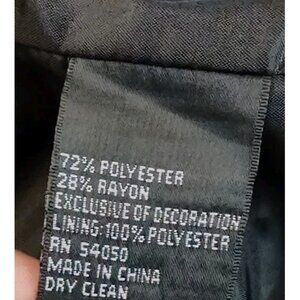 72% POLYESTER
28% RAYON
EXCLUSIVE OF DECORATION
LINING: 100% POLYESTER
RN 54050
MADE IN CHINA
DRY CLEAN